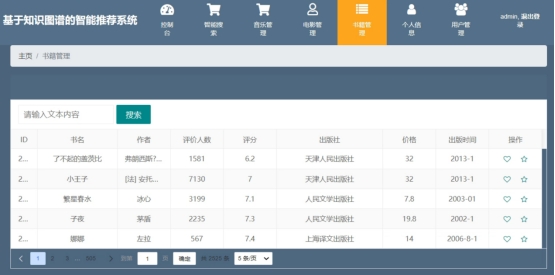 基于知识图谱的智能推荐系统
控制台
智能搜索
音乐管理
电影管理
书籍管理
个人信息
用户管理
admin, 退出登录
主页 / 书籍管理
请输入文本内容 搜索
ID 书名 作者 评价人数 评分 出版社 价格 出版时间 操作
2... 了不起的盖茨比 弗朗西斯?... 1581 6.2 天津人民出版社 32 2013-1
2... 小王子 [法] 安托... 7130 7 天津人民出版社 32 2013-1
2... 繁星春水 冰心 3199 7.1 人民文学出版社 7.8 2003-01
2... 子夜 茅盾 2235 7.3 人民文学出版社 19.8 2002-1
2... 娜娜 左拉 567 7.4 上海译文出版社 14 2006-8-1
1 2 3 ... 1 页 确定 5 条/页